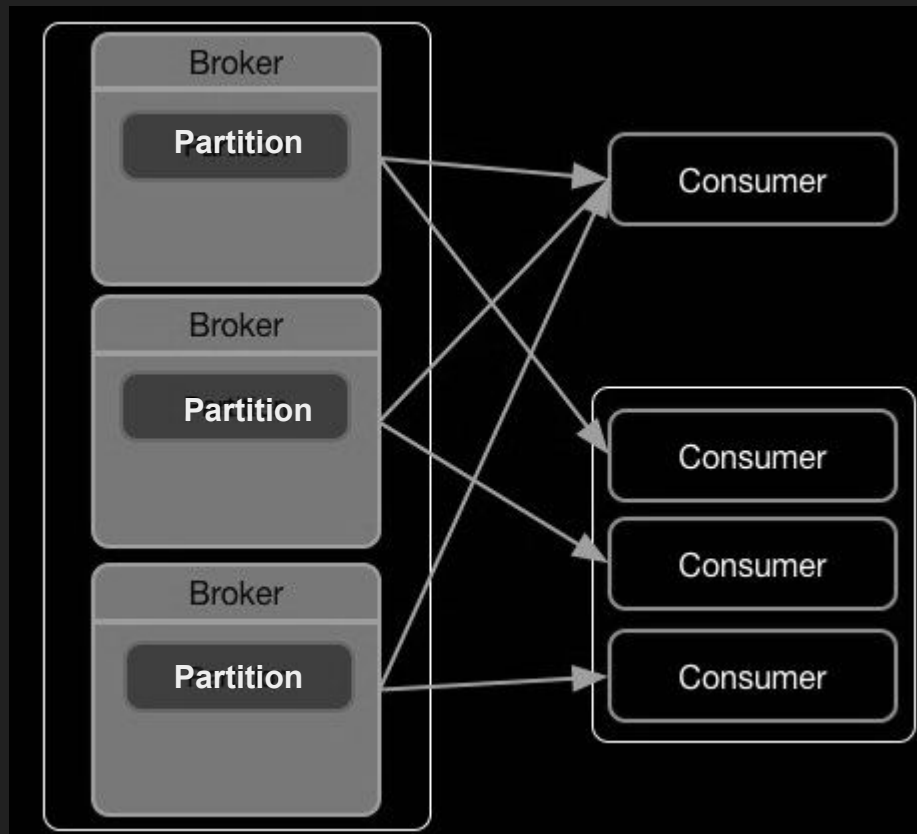 Broker
Partition
Consumer
Broker
Partition
Consumer
Consumer
Broker
Partition
Consumer